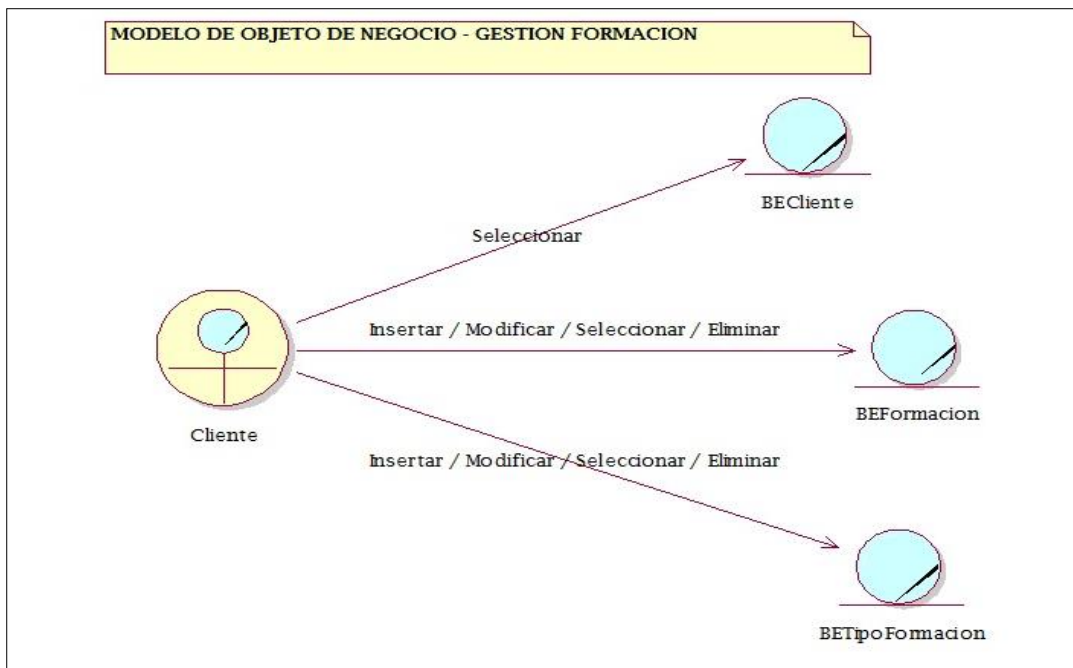 MODELO DE OBJETO DE NEGOCIO - GESTION FORMACION
BECliente
Seleccionar
Insertar / Modificar / Seleccionar / Eliminar
BEFormacion
Cliente
Insertar / Modificar / Seleccionar / Eliminar
BETipoFormacion